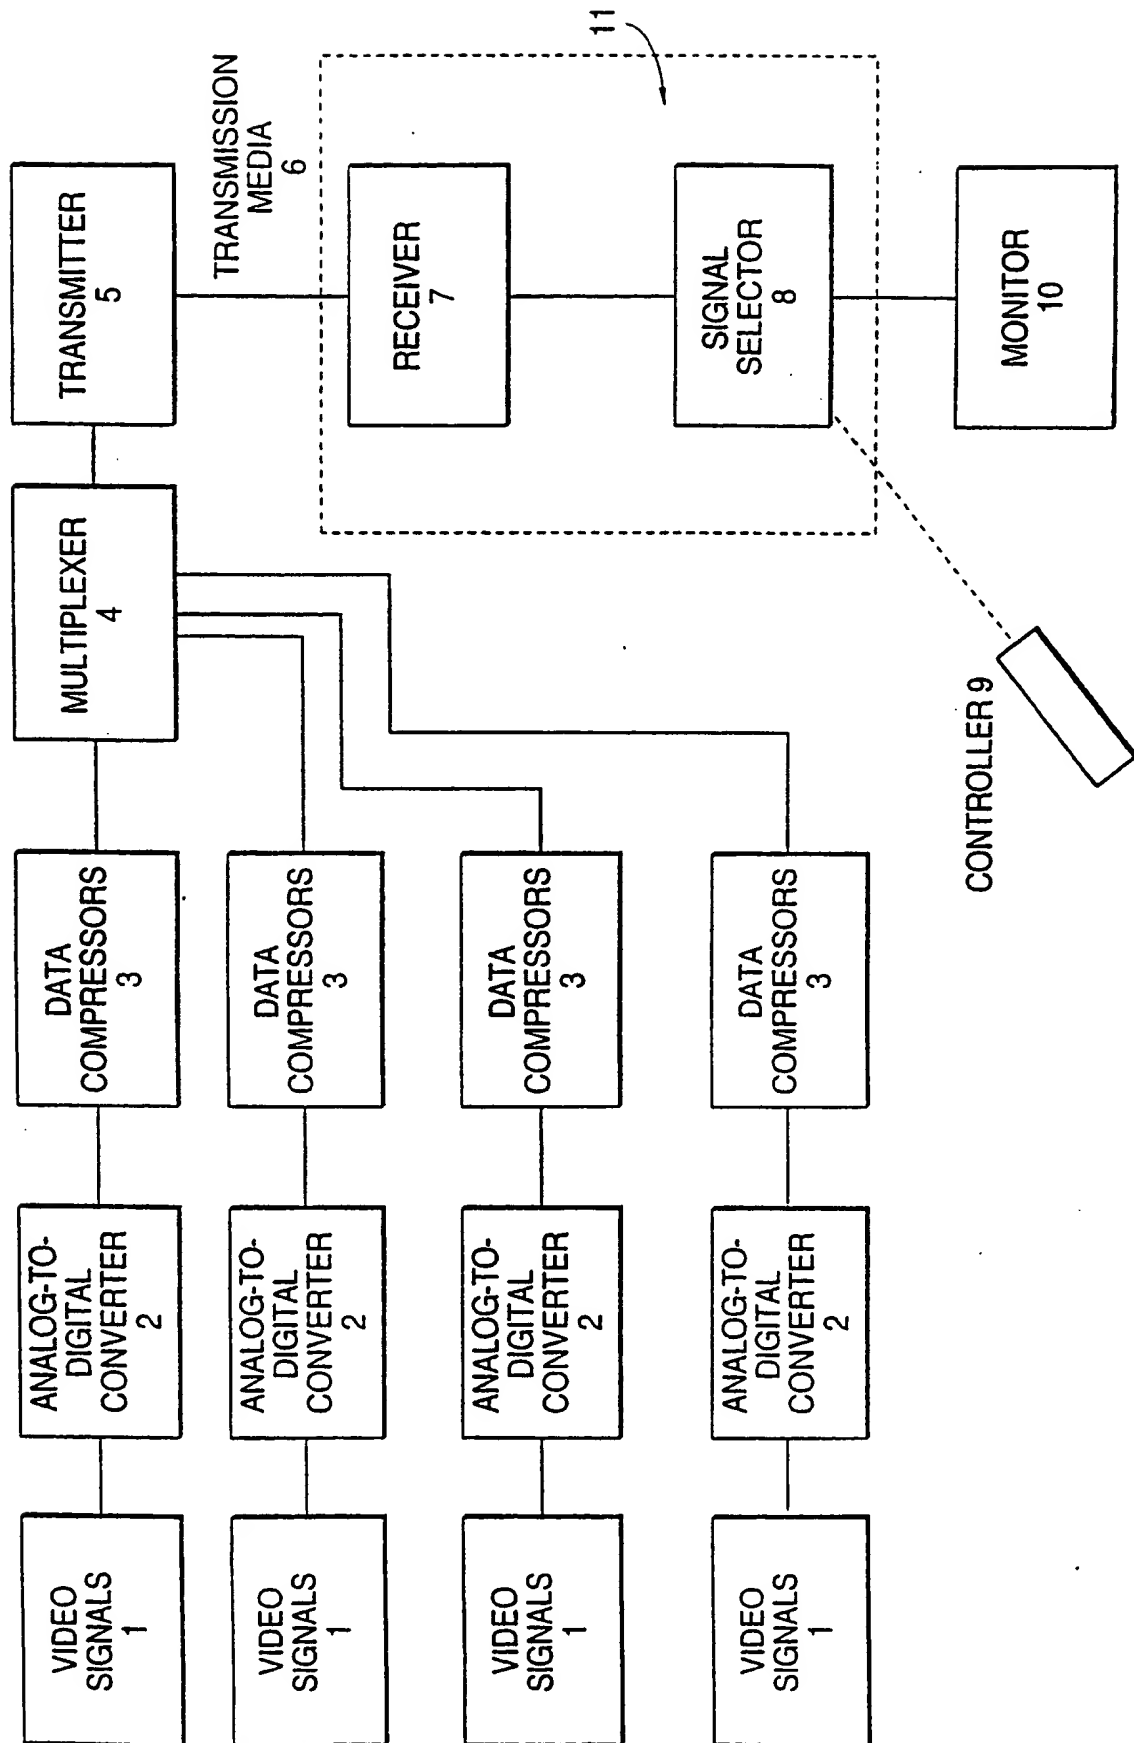 VIDEO
SIGNALS
1
ANALOG-TO-
DIGITAL
CONVERTER
2
DATA
COMPRESSORS
3
MULTIPLEXER
4
TRANSMITTER
5
VIDEO
SIGNALS
1
ANALOG-TO-
DIGITAL
CONVERTER
2
DATA
COMPRESSORS
3
VIDEO
SIGNALS
1
ANALOG-TO-
DIGITAL
CONVERTER
2
DATA
COMPRESSORS
3
VIDEO
SIGNALS
1
ANALOG-TO-
DIGITAL
CONVERTER
2
DATA
COMPRESSORS
3
TRANSMISSION
MEDIA
6
RECEIVER
7
11
SIGNAL
SELECTOR
8
CONTROLLER 9
MONITOR
10